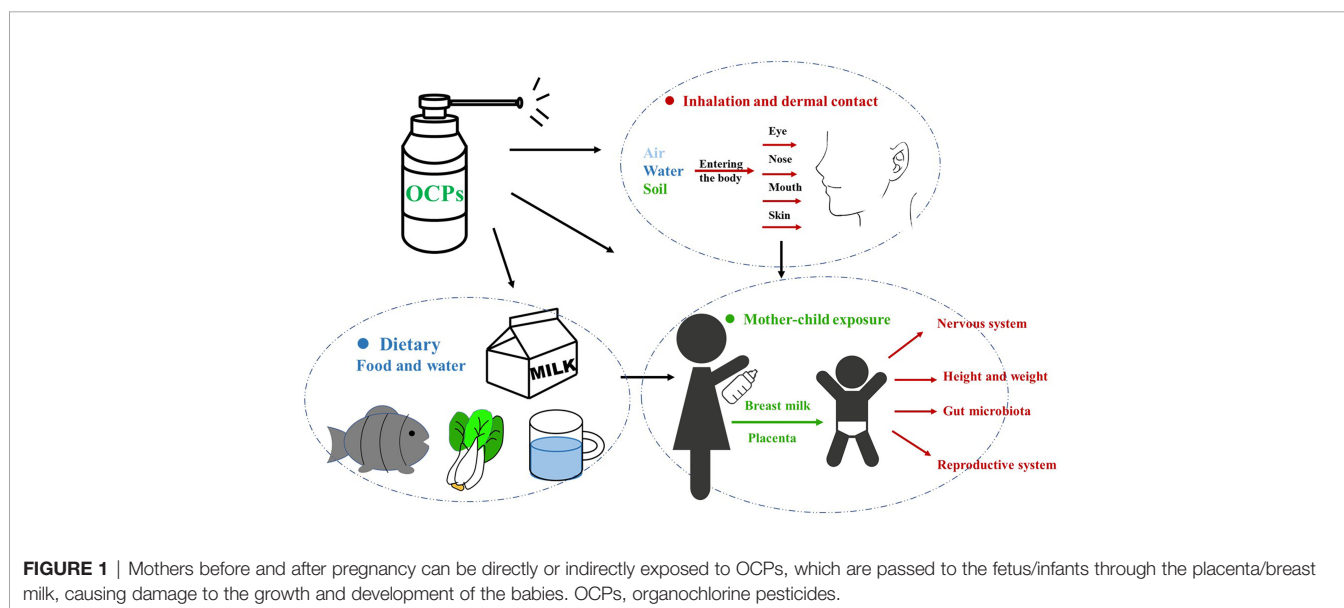 OCPs
● Inhalation and dermal contact
Air
Water
Soil
Entering
the body
Eye
Nose
Mouth
Skin
● Dietary
Food and water
MILK
● Mother-child exposure
Breast milk
Placenta
Nervous system
Height and weight
Gut microbiota
Reproductive system
FIGURE 1 | Mothers before and after pregnancy can be directly or indirectly exposed to OCPs, which are passed to the fetus/infants through the placenta/breast
milk, causing damage to the growth and development of the babies. OCPs, organochlorine pesticides.